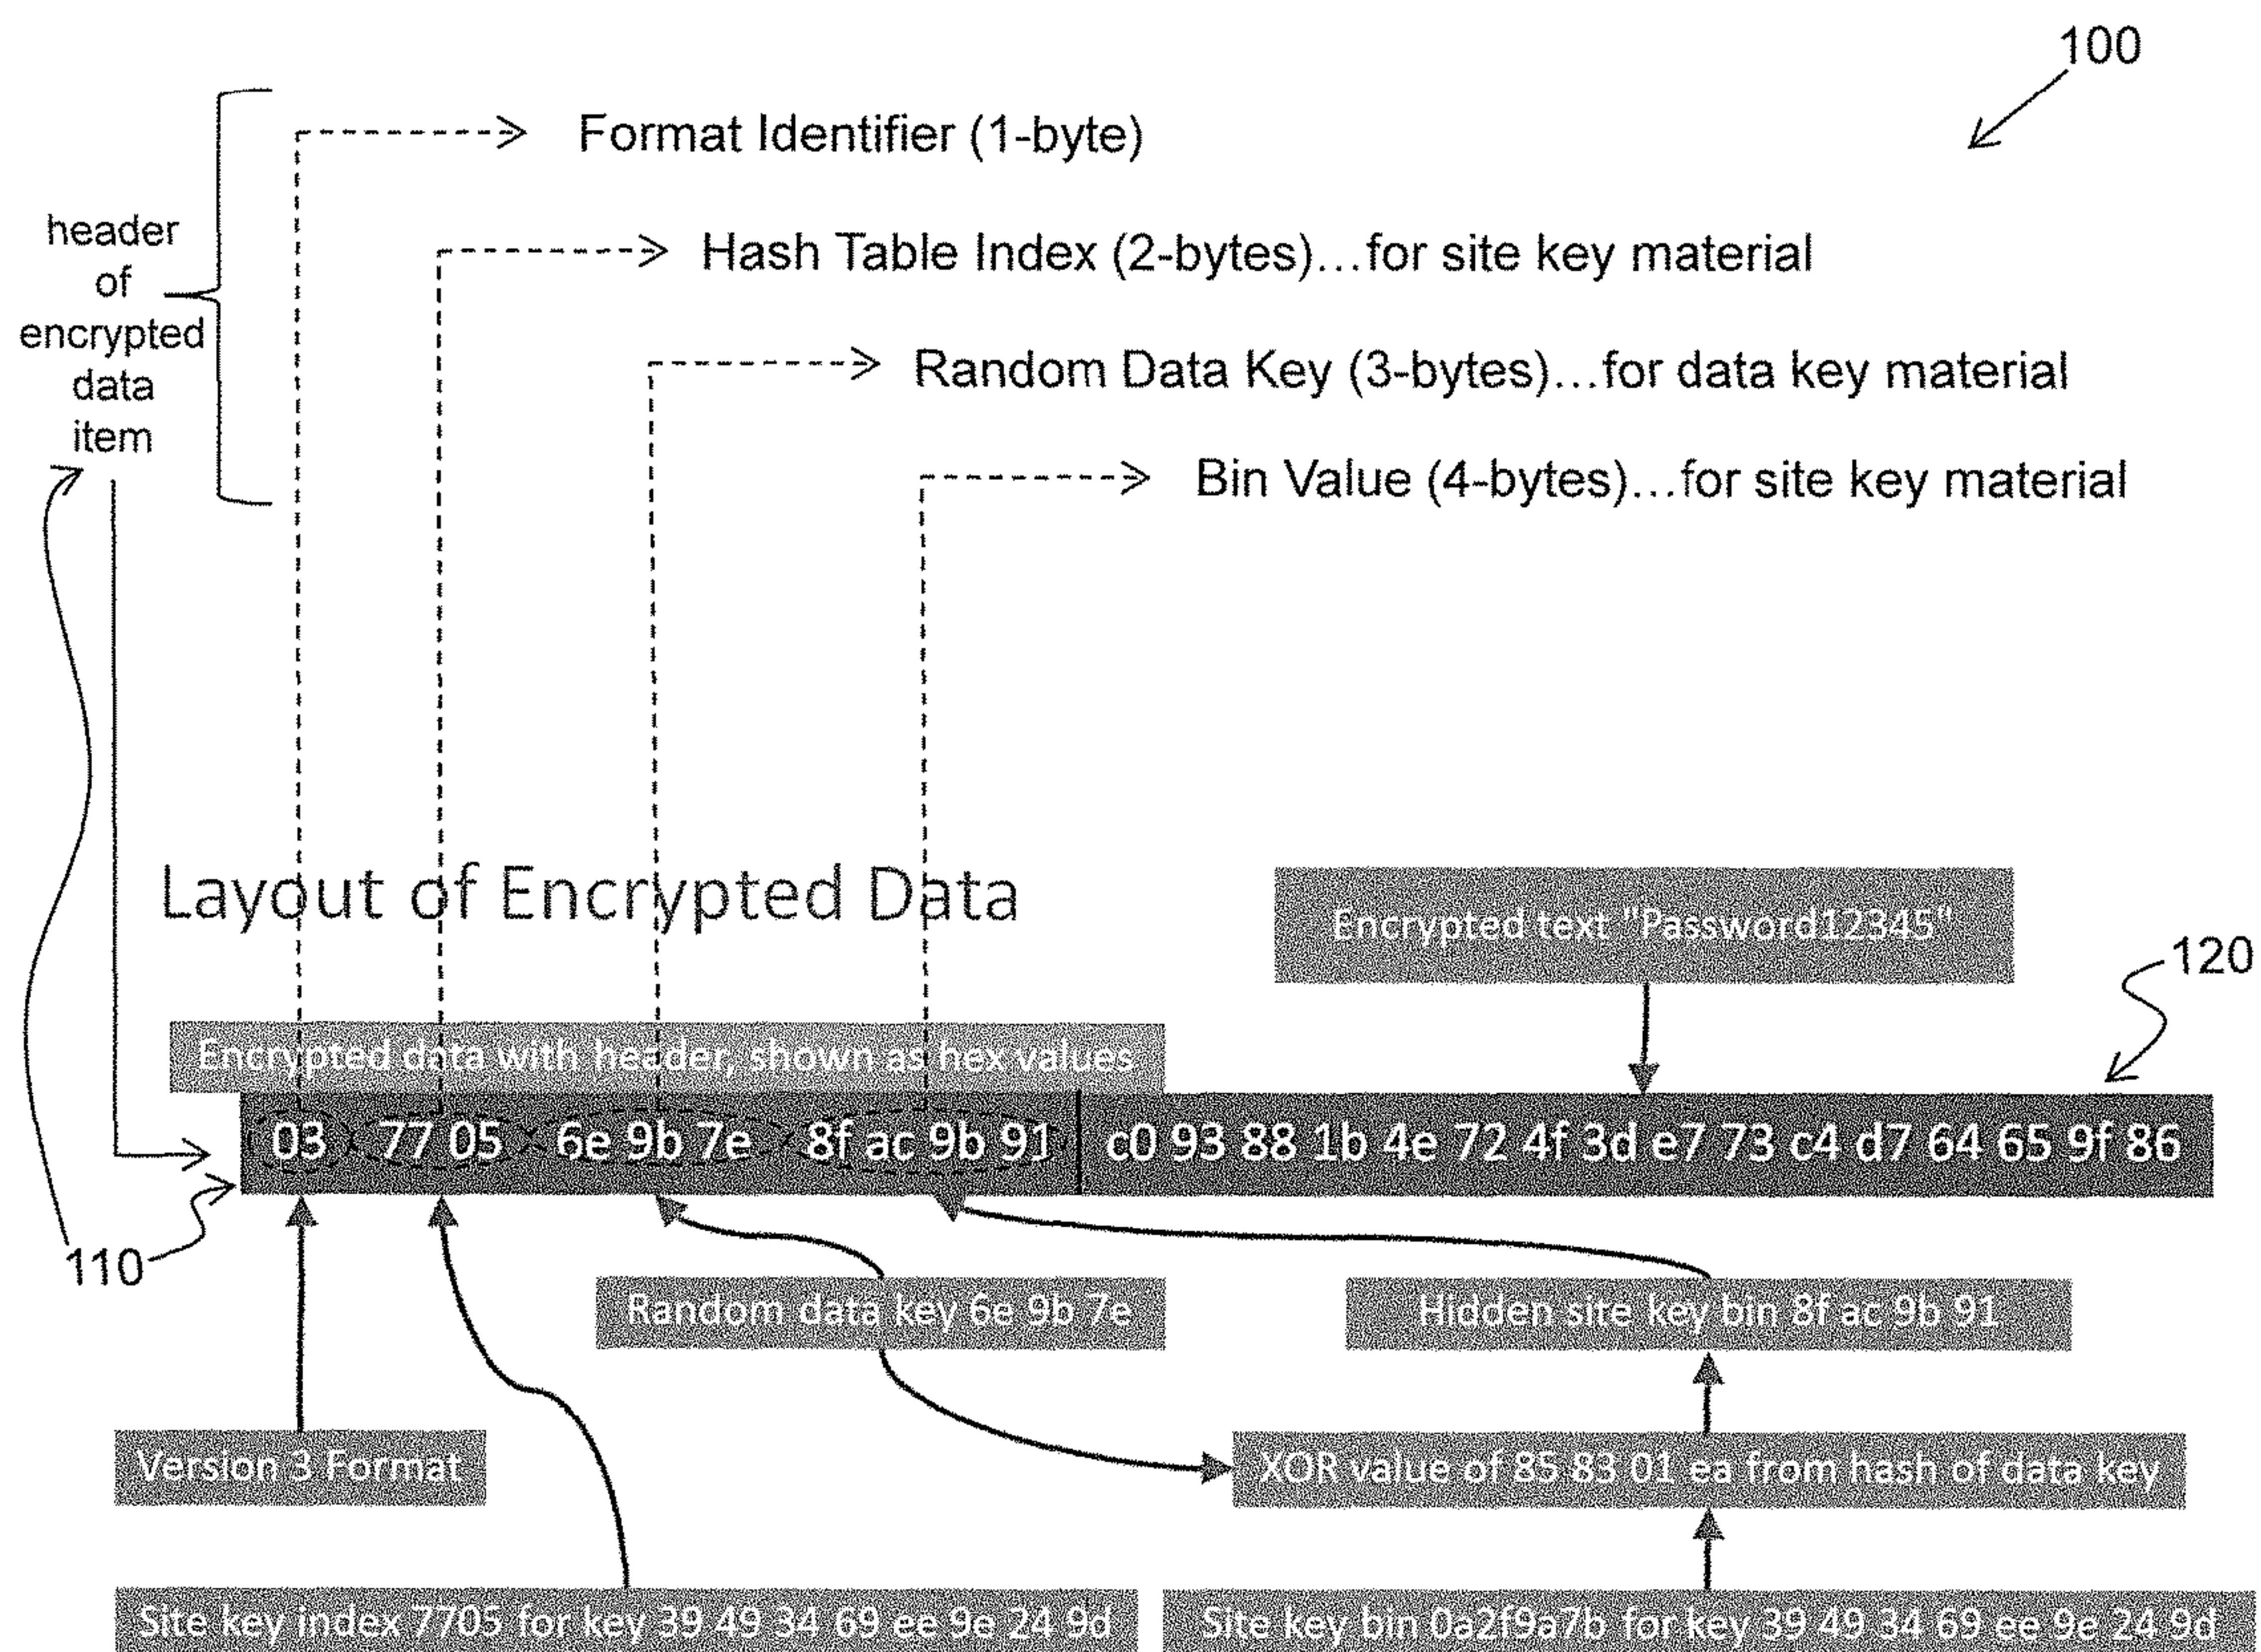 100
Format Identifier (1-byte)
header
of
encrypted
data
item
Hash Table Index (2-bytes)...for site key material
Random Data Key (3-bytes)...for data key material
Bin Value (4-bytes)...for site key material
Layout of Encrypted Data
Encrypted text "Password12345"
120
Encrypted data with header, shown as hex values
03 77 05 6e 9b 7e 8f ac 9b 91 c0 93 88 1b 4e 72 4f 3d e7 73 c4 d7 64 65 9f 86
110
Random data key 6e 9b 7e
Hidden site key bin 8f ac 9b 91
Version 3 Format
XOR value of 85 83 01 ea from hash of data key
Site key index 7705 for key 39 49 34 69 ee 9e 24 9d
Site key bin 0a2f9a7b for key 39 49 34 69 ee 9e 24 9d